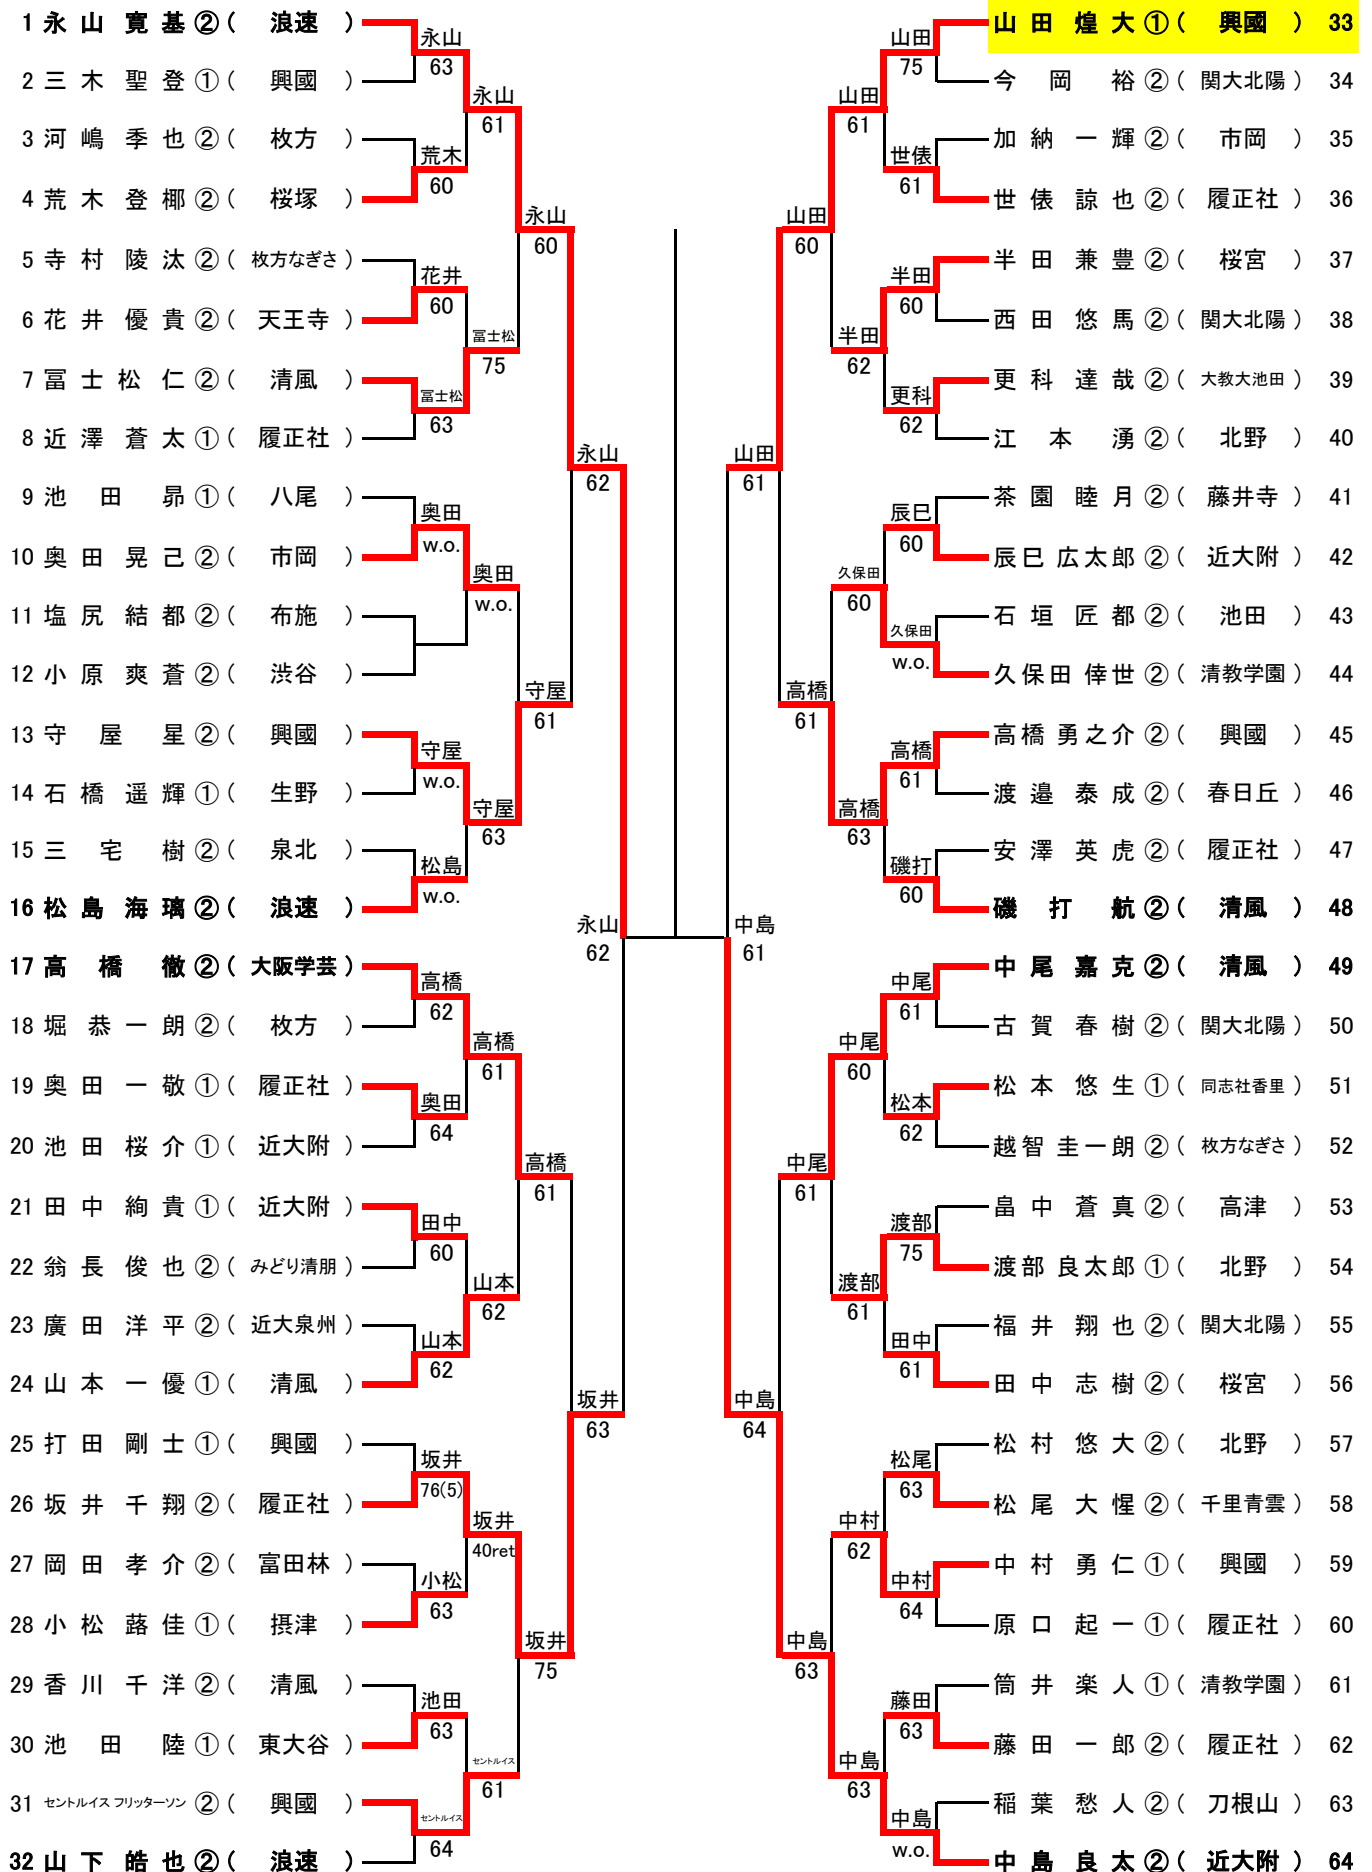 1 永山 寛基 ② ( 浪速 )
2 三木 聖登 ① ( 興國 )
3 河嶋 季也 ② ( 枚方 )
4 荒木 登梛 ② ( 桜塚 )
5 寺村 陵汰 ② ( 枚方なぎさ )
6 花井 優貴 ② ( 天王寺 )
7 冨士松 仁 ② ( 清風 )
8 近澤 蒼太 ① ( 履正社 )
9 池田 昴 ① ( 八尾 )
10 奥田 晃己 ② ( 市岡 )
11 塩尻 結都 ② ( 布施 )
12 小原 爽蒼 ② ( 渋谷 )
13 守屋 星 ② ( 興國 )
14 石橋 遥輝 ① ( 生野 )
15 三宅 樹 ② ( 泉北 )
16 松島 海璃 ② ( 浪速 )
17 高橋 徹 ② ( 大阪学芸 )
18 堀 恭一朗 ② ( 枚方 )
19 奥田 一敬 ① ( 履正社 )
20 池田 桜介 ① ( 近大附 )
21 田中 絢貴 ① ( 近大附 )
22 翁長 俊也 ② ( みどり清朋 )
23 廣田 洋平 ② ( 近大泉州 )
24 山本 一優 ① ( 清風 )
25 打田 剛士 ① ( 興國 )
26 坂井 千翔 ② ( 履正社 )
27 岡田 孝介 ② ( 富田林 )
28 小松 蕗佳 ① ( 摂津 )
29 香川 千洋 ② ( 清風 )
30 池田 陸 ① ( 東大谷 )
31 セントルイス フリッターソン ② ( 興國 )
32 山下 皓也 ② ( 浪速 )
永山
63
荒木
60
花井
60
冨士松
63
奥田
w.o.
守屋
w.o.
松島
w.o.
高橋
62
奥田
64
田中
60
山本
62
坂井
76(5)
小松
63
池田
63
セントルイス
64
永山
61
冨士松
75
奥田
w.o.
守屋
63
高橋
61
山本
62
坂井
40ret
セントルイス
61
永山
60
守屋
61
高橋
61
坂井
75
永山
62
坂井
63
永山
62
中島
61
山田
61
中島
64
山田
60
高橋
61
中尾
61
中島
63
山田
61
半田
62
久保田
60
高橋
63
中尾
60
渡部
61
中村
62
中島
63
山田
75
世俵
61
半田
60
更科
62
辰巳
60
久保田
w.o.
高橋
61
磯打
60
中尾
61
松本
62
渡部
75
田中
61
松尾
63
中村
64
藤田
63
中島
w.o.
山田 煌大 ① ( 興國 ) 33
今岡 裕 ② ( 関大北陽 ) 34
加納 一輝 ② ( 市岡 ) 35
世俵 諒也 ② ( 履正社 ) 36
半田 兼豊 ② ( 桜宮 ) 37
西田 悠馬 ② ( 関大北陽 ) 38
更科 達哉 ② ( 大教大池田 ) 39
江本 湧 ② ( 北野 ) 40
茶園 睦月 ② ( 藤井寺 ) 41
辰巳 広太郎 ② ( 近大附 ) 42
石垣 匠都 ② ( 池田 ) 43
久保田 倖世 ② ( 清教学園 ) 44
高橋 勇之介 ② ( 興國 ) 45
渡邉 泰成 ② ( 春日丘 ) 46
安澤 英虎 ② ( 履正社 ) 47
磯打 航 ② ( 清風 ) 48
中尾 嘉克 ② ( 清風 ) 49
古賀 春樹 ② ( 関大北陽 ) 50
松本 悠生 ① ( 同志社香里 ) 51
越智 圭一朗 ② ( 枚方なぎさ ) 52
畠中 蒼真 ② ( 高津 ) 53
渡部 良太郎 ① ( 北野 ) 54
福井 翔也 ② ( 関大北陽 ) 55
田中 志樹 ② ( 桜宮 ) 56
松村 悠大 ② ( 北野 ) 57
松尾 大惺 ② ( 千里青雲 ) 58
中村 勇仁 ① ( 興國 ) 59
原口 起一 ① ( 履正社 ) 60
筒井 楽人 ① ( 清教学園 ) 61
藤田 一郎 ② ( 履正社 ) 62
稲葉 愁人 ② ( 刀根山 ) 63
中島 良太 ② ( 近大附 ) 64